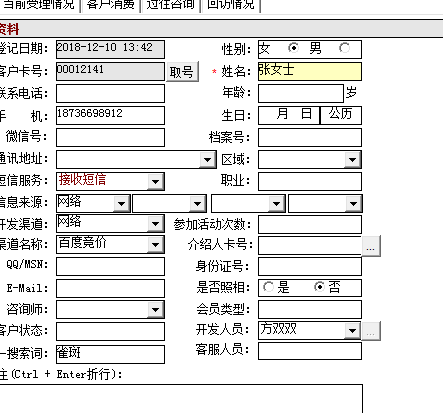 当前受理情况 客户消费 过往咨询 回访情况
资料
登记日期: 2018-12-10 13:42 性别: 女 男
客户卡号: 00012141 取号 * 姓名: 张女士
联系电话: 年龄: 岁
手 机: 18736698912 生日: 月 日 公历
微信号: 档案号:
通讯地址: 区域:
短信服务: 接收短信 职业:
信息来源: 网络
开发渠道: 网络 参加活动次数:
渠道名称: 百度竞价 介绍人卡号: ...
QQ/MSN: 身份证号:
E-Mail: 是否照相: 是 否
咨询师: 会员类型:
客户状态: 开发人员: 方双双 ...
一搜索词: 雀斑 客服人员:
注(Ctrl + Enter折行):